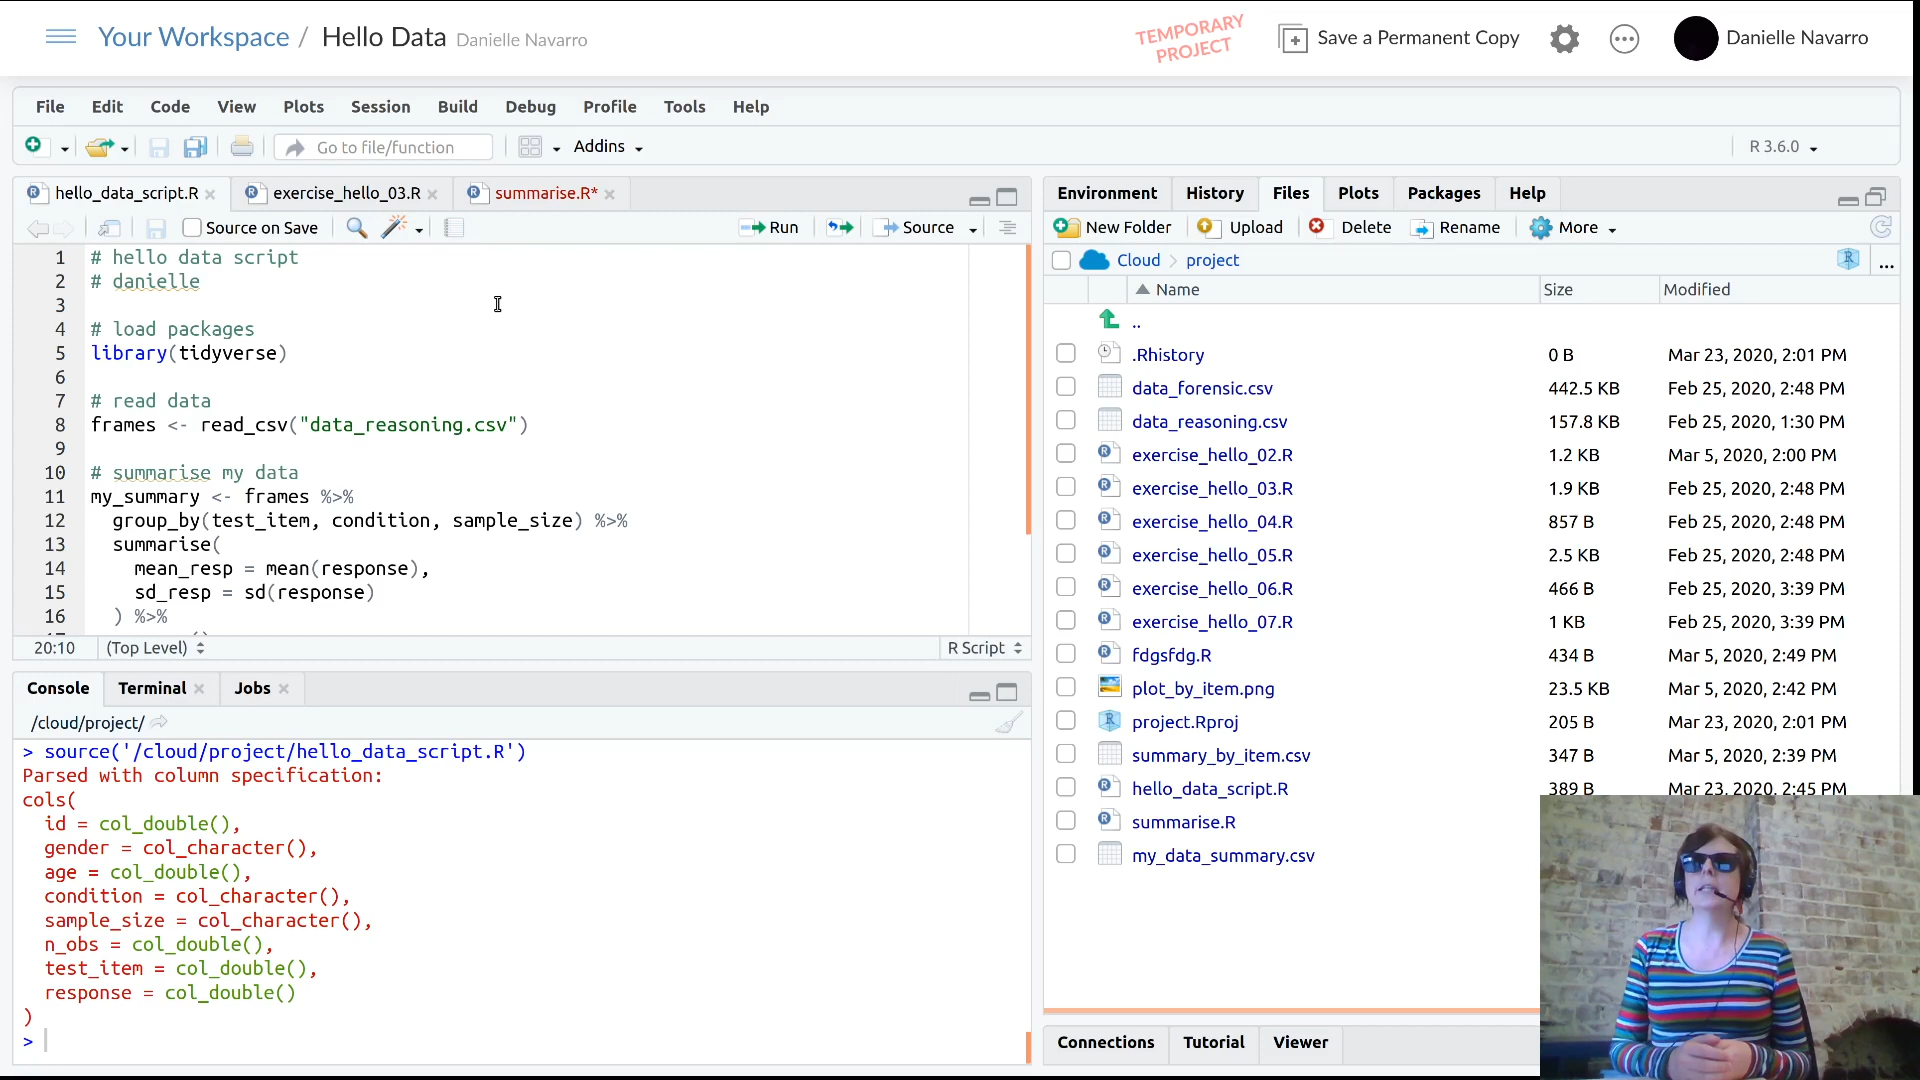 Your Workspace / Hello Data Danielle Navarro
TEMPORARY
PROJECT
Save a Permanent Copy
Danielle Navarro
File Edit Code View Plots Session Build Debug Profile Tools Help
Go to file/function
Addins
R 3.6.0
hello_data_script.R
exercise_hello_03.R
summarise.R*
Source on Save
Run
Source
1 # hello data script
2 # danielle
3
4 # load packages
5 library(tidyverse)
6
7 # read data
8 frames <- read_csv("data_reasoning.csv")
9
10 # summarise my data
11 my_summary <- frames %>%
12 group_by(test_item, condition, sample_size) %>%
13 summarise(
14 mean_resp = mean(response),
15 sd_resp = sd(response)
16 ) %>%
20:10 (Top Level) R Script
Console Terminal Jobs
/cloud/project/
> source('/cloud/project/hello_data_script.R')
Parsed with column specification:
cols(
id = col_double(),
gender = col_character(),
age = col_double(),
condition = col_character(),
sample_size = col_character(),
n_obs = col_double(),
test_item = col_double(),
response = col_double()
)
>
Environment History Files Plots Packages Help
New Folder Upload Delete Rename More
Cloud project ...
Name Size Modified
..
.Rhistory 0 B Mar 23, 2020, 2:01 PM
data_forensic.csv 442.5 KB Feb 25, 2020, 2:48 PM
data_reasoning.csv 157.8 KB Feb 25, 2020, 1:30 PM
exercise_hello_02.R 1.2 KB Mar 5, 2020, 2:00 PM
exercise_hello_03.R 1.9 KB Mar 5, 2020, 2:48 PM
exercise_hello_04.R 857 B Feb 25, 2020, 2:48 PM
exercise_hello_05.R 2.5 KB Feb 25, 2020, 2:48 PM
exercise_hello_06.R 466 B Feb 25, 2020, 3:39 PM
exercise_hello_07.R 1 KB Feb 25, 2020, 3:39 PM
fdgsfdg.R 434 B Mar 5, 2020, 2:49 PM
plot_by_item.png 23.5 KB Mar 5, 2020, 2:42 PM
project.Rproj 205 B Mar 23, 2020, 2:01 PM
summary_by_item.csv 347 B Mar 5, 2020, 2:39 PM
hello_data_script.R 389 B Mar 23, 2020, 2:45 PM
summarise.R
my_data_summary.csv
Connections Tutorial Viewer